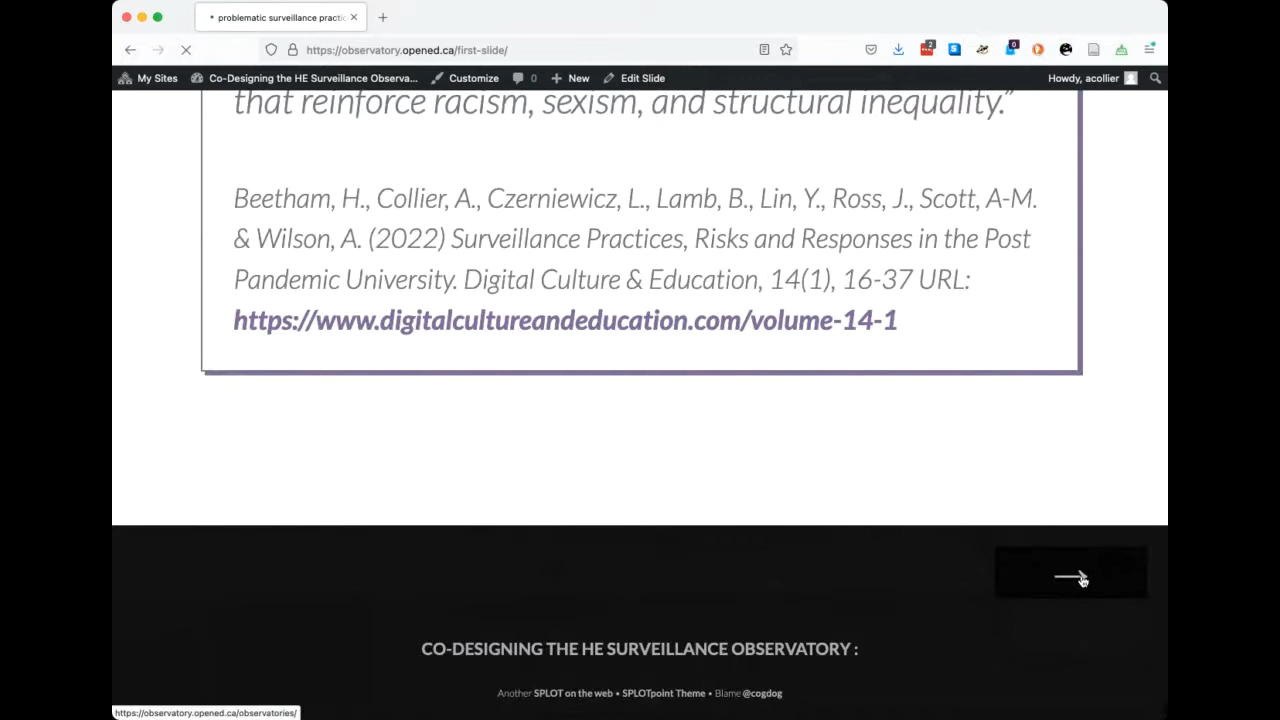 problematic surveillance practic
https://observatory.opened.ca/first-slide/
2
0
My Sites
Co-Designing the HE Surveillance Observa...
Customize
0
New
Edit Slide
Howdy, acollier
that reinforce racism, sexism, and structural inequality.”
Beetham, H., Collier, A., Czerniewicz, L., Lamb, B., Lin, Y., Ross, J., Scott, A-M.
& Wilson, A. (2022) Surveillance Practices, Risks and Responses in the Post
Pandemic University. Digital Culture & Education, 14(1), 16-37 URL:
https://www.digitalcultureandeducation.com/volume-14-1
CO-DESIGNING THE HE SURVEILLANCE OBSERVATORY :
Another SPLOT on the web • SPLOTpoint Theme • Blame @cogdog
https://observatory.opened.ca/observatories/